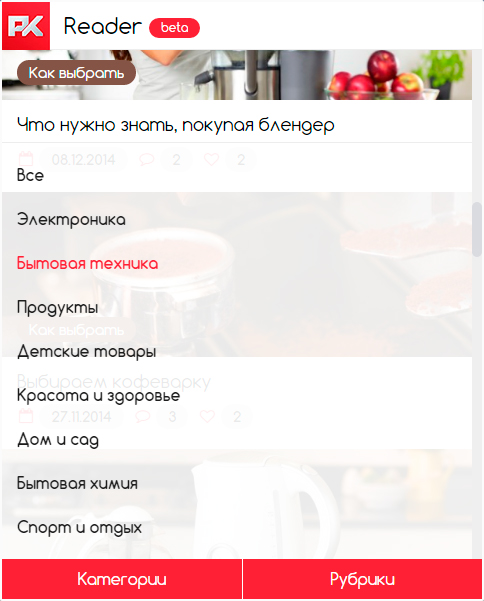 РК Reader beta
Как выбрать
Что нужно знать, покупая блендер
08.12.2014 2 2
Все
Электроника
Бытовая техника
Продукты
Как выбрать
Детские товары
Выбираем кофеварку
Красота и здоровье
27.11.2014 3 2
Дом и сад
Бытовая химия
Спорт и отдых
Категории Рубрики